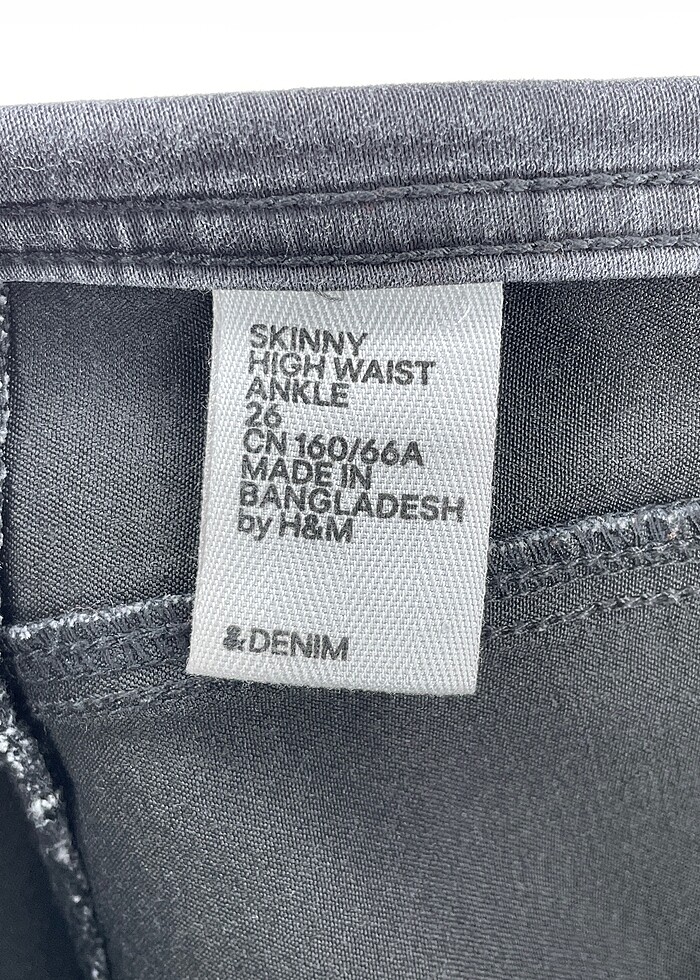 SKINNY
HIGH WAIST
ANKLE
26
CN 160/66A
MADE IN
BANGLADESH
by H&M
&DENIM